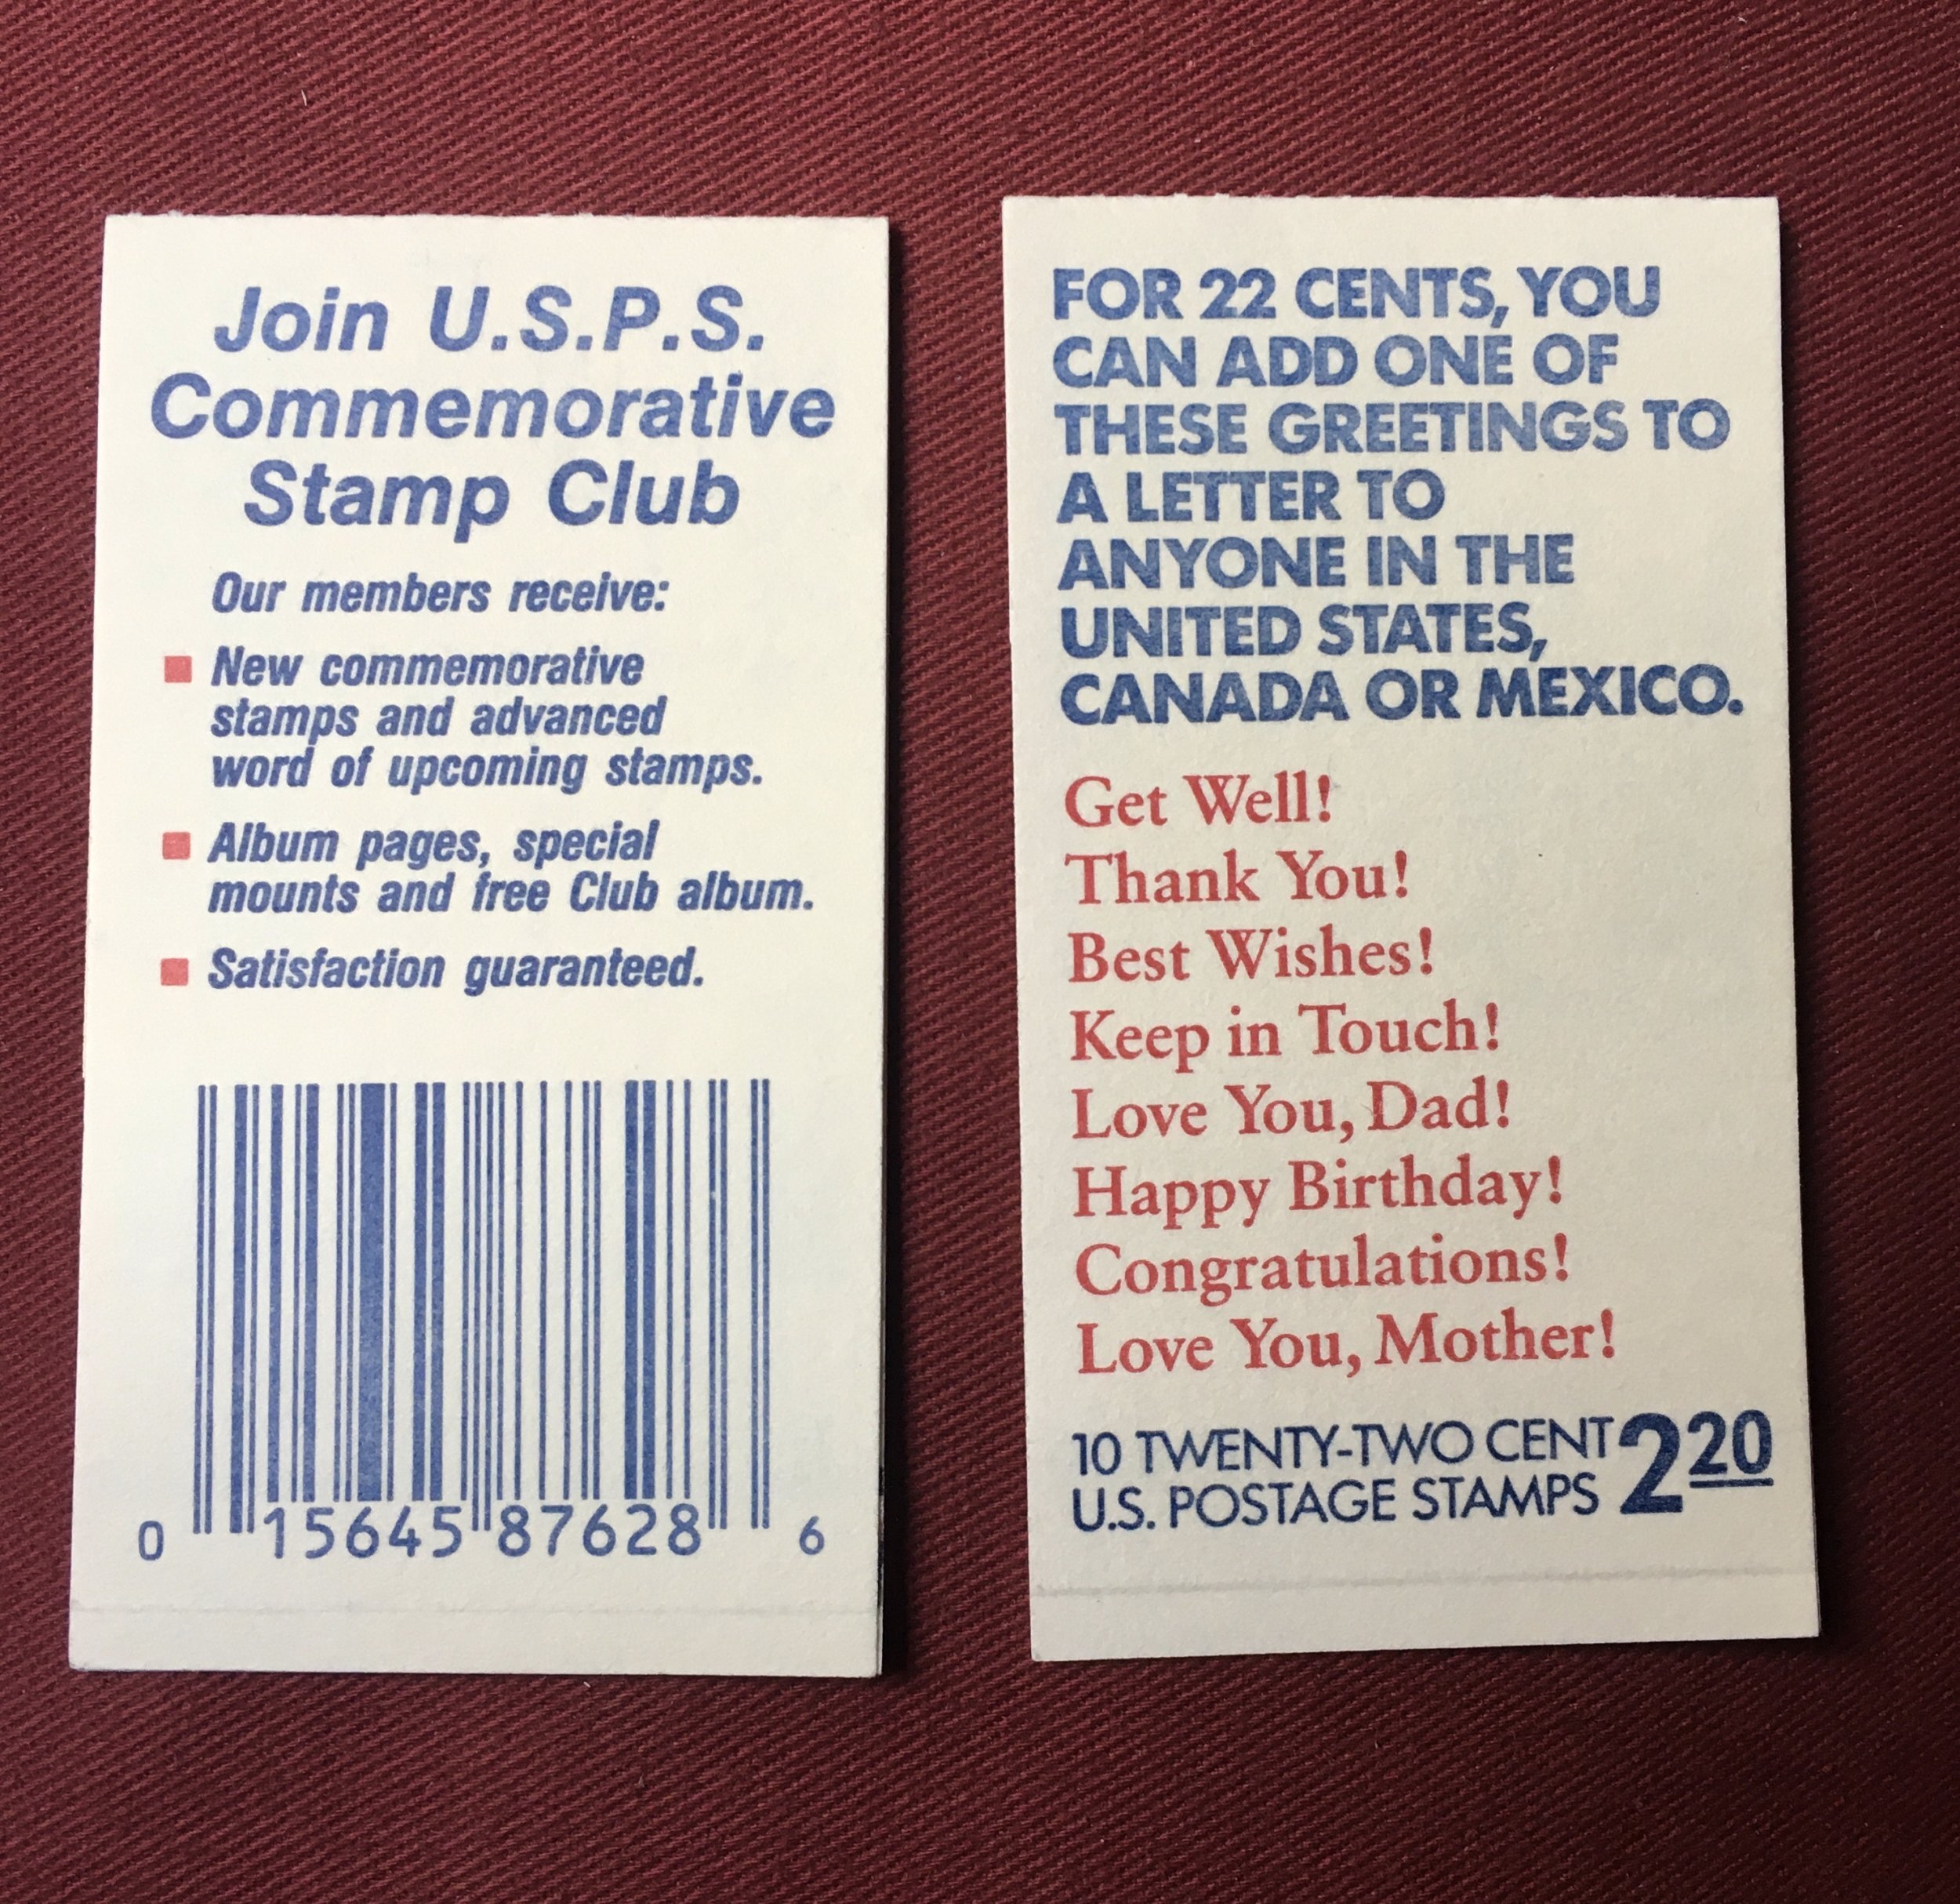 Join U.S.P.S.
Commemorative
Stamp Club
Our members receive:
New commemorative
stamps and advanced
word of upcoming stamps.
Album pages, special
mounts and free Club album.
Satisfaction guaranteed.
0 15645 87628 6
FOR 22 CENTS, YOU
CAN ADD ONE OF
THESE GREETINGS TO
A LETTER TO
ANYONE IN THE
UNITED STATES,
CANADA OR MEXICO.
Get Well!
Thank You!
Best Wishes!
Keep in Touch!
Love You, Dad!
Happy Birthday!
Congratulations!
Love You, Mother!
10 TWENTY-TWO CENT
U.S. POSTAGE STAMPS
2 20